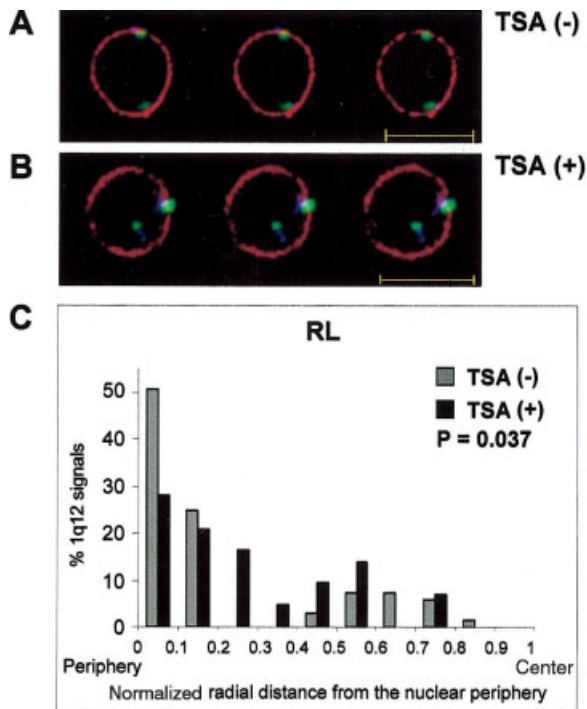 A
TSA (-)
B
TSA (+)
C
RL
TSA (-)
TSA (+)
P = 0.037
% 1q12 signals
50
40
30
20
10
0
0 0.1 0.2 0.3 0.4 0.5 0.6 0.7 0.8 0.9 1
Periphery Center
Normalized radial distance from the nuclear periphery